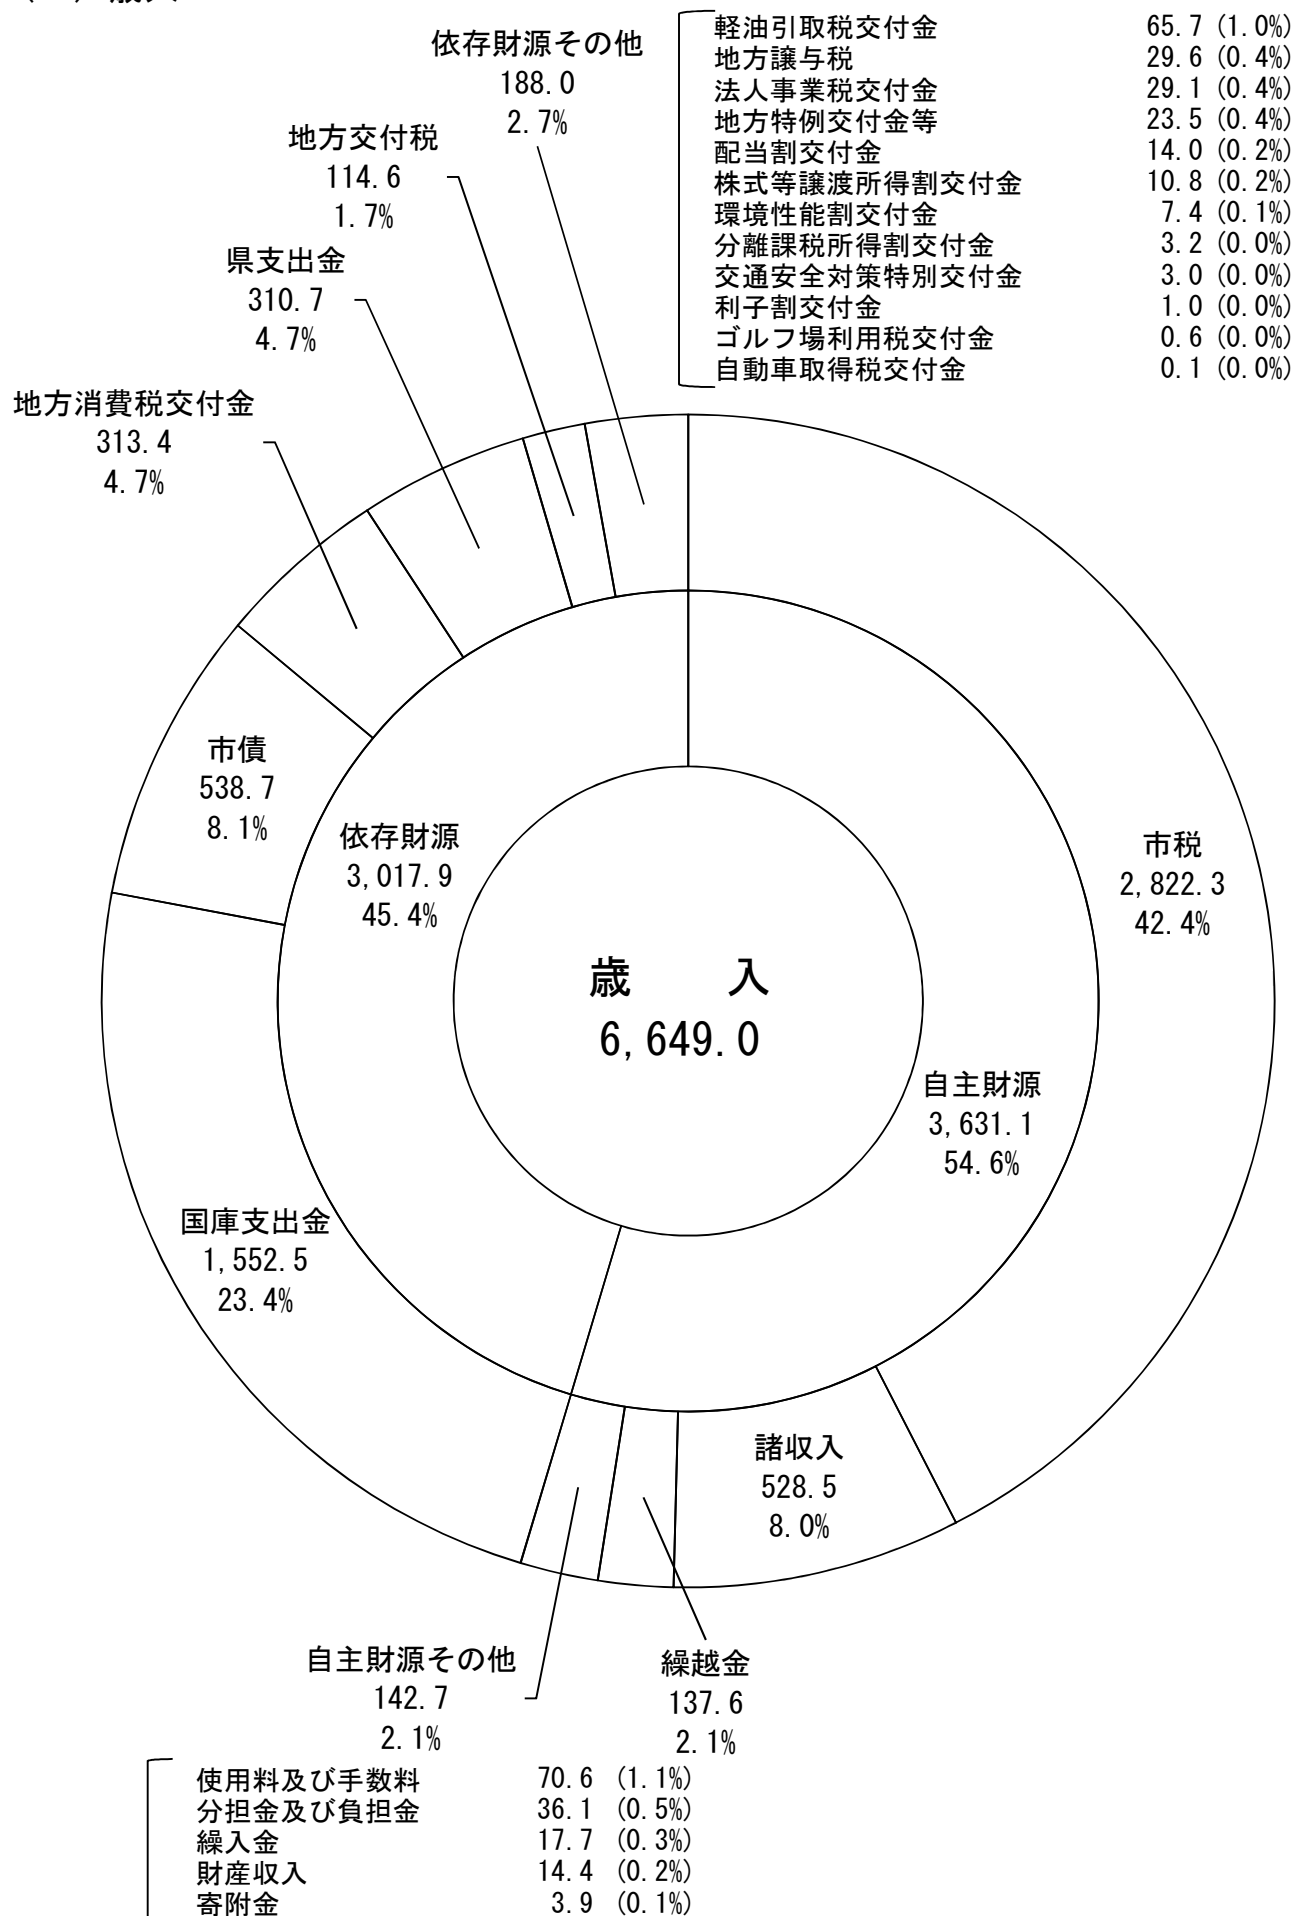 依存財源その他
188.0
2.7%
軽油引取税交付金 65.7 (1.0%)
地方譲与税 29.6 (0.4%)
法人事業税交付金 29.1 (0.4%)
地方特例交付金等 23.5 (0.4%)
配当割交付金 14.0 (0.2%)
株式等譲渡所得割交付金 10.8 (0.2%)
環境性能割交付金 7.4 (0.1%)
分離課税所得割交付金 3.2 (0.0%)
交通安全対策特別交付金 3.0 (0.0%)
利子割交付金 1.0 (0.0%)
ゴルフ場利用税交付金 0.6 (0.0%)
自動車取得税交付金 0.1 (0.0%)
地方交付税
114.6
1.7%
県支出金
310.7
4.7%
地方消費税交付金
313.4
4.7%
市債
538.7
8.1%
依存財源
3,017.9
45.4%
市税
2,822.3
42.4%
歳 入
6,649.0
自主財源
3,631.1
54.6%
国庫支出金
1,552.5
23.4%
諸収入
528.5
8.0%
自主財源その他
142.7
2.1%
繰越金
137.6
2.1%
使用料及び手数料 70.6 (1.1%)
分担金及び負担金 36.1 (0.5%)
繰入金 17.7 (0.3%)
財産収入 14.4 (0.2%)
寄附金 3.9 (0.1%)